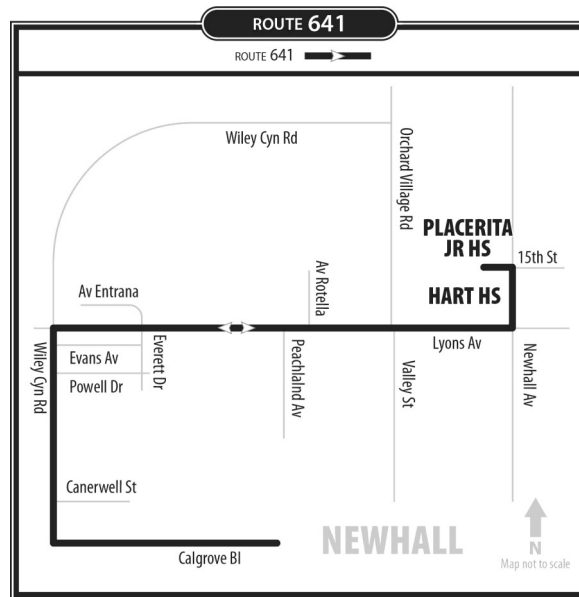 ROUTE 641
ROUTE 641
Wiley Cyn Rd
Orchard Village Rd
PLACERITA
JR HS
15th St
Av Rotella
HART HS
Av Entrana
Lyons Av
Wiley Cyn Rd
Evans Av
Everett Dr
Peachlalnd Av
Valley St
Newhall Av
Powell Dr
Canerwell St
NEWHALL
N
Map not to scale
Calgrove Bl